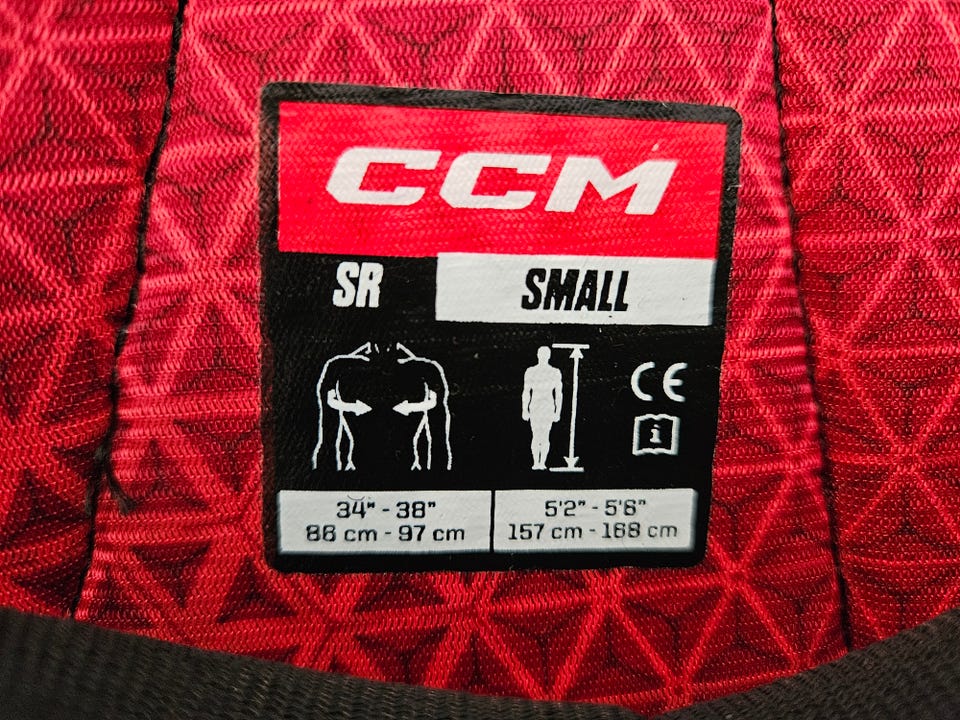 CCM
SR
SMALL
CE
i
34" - 38"
86 cm - 97 cm
5'2" - 5'6"
157 cm - 168 cm